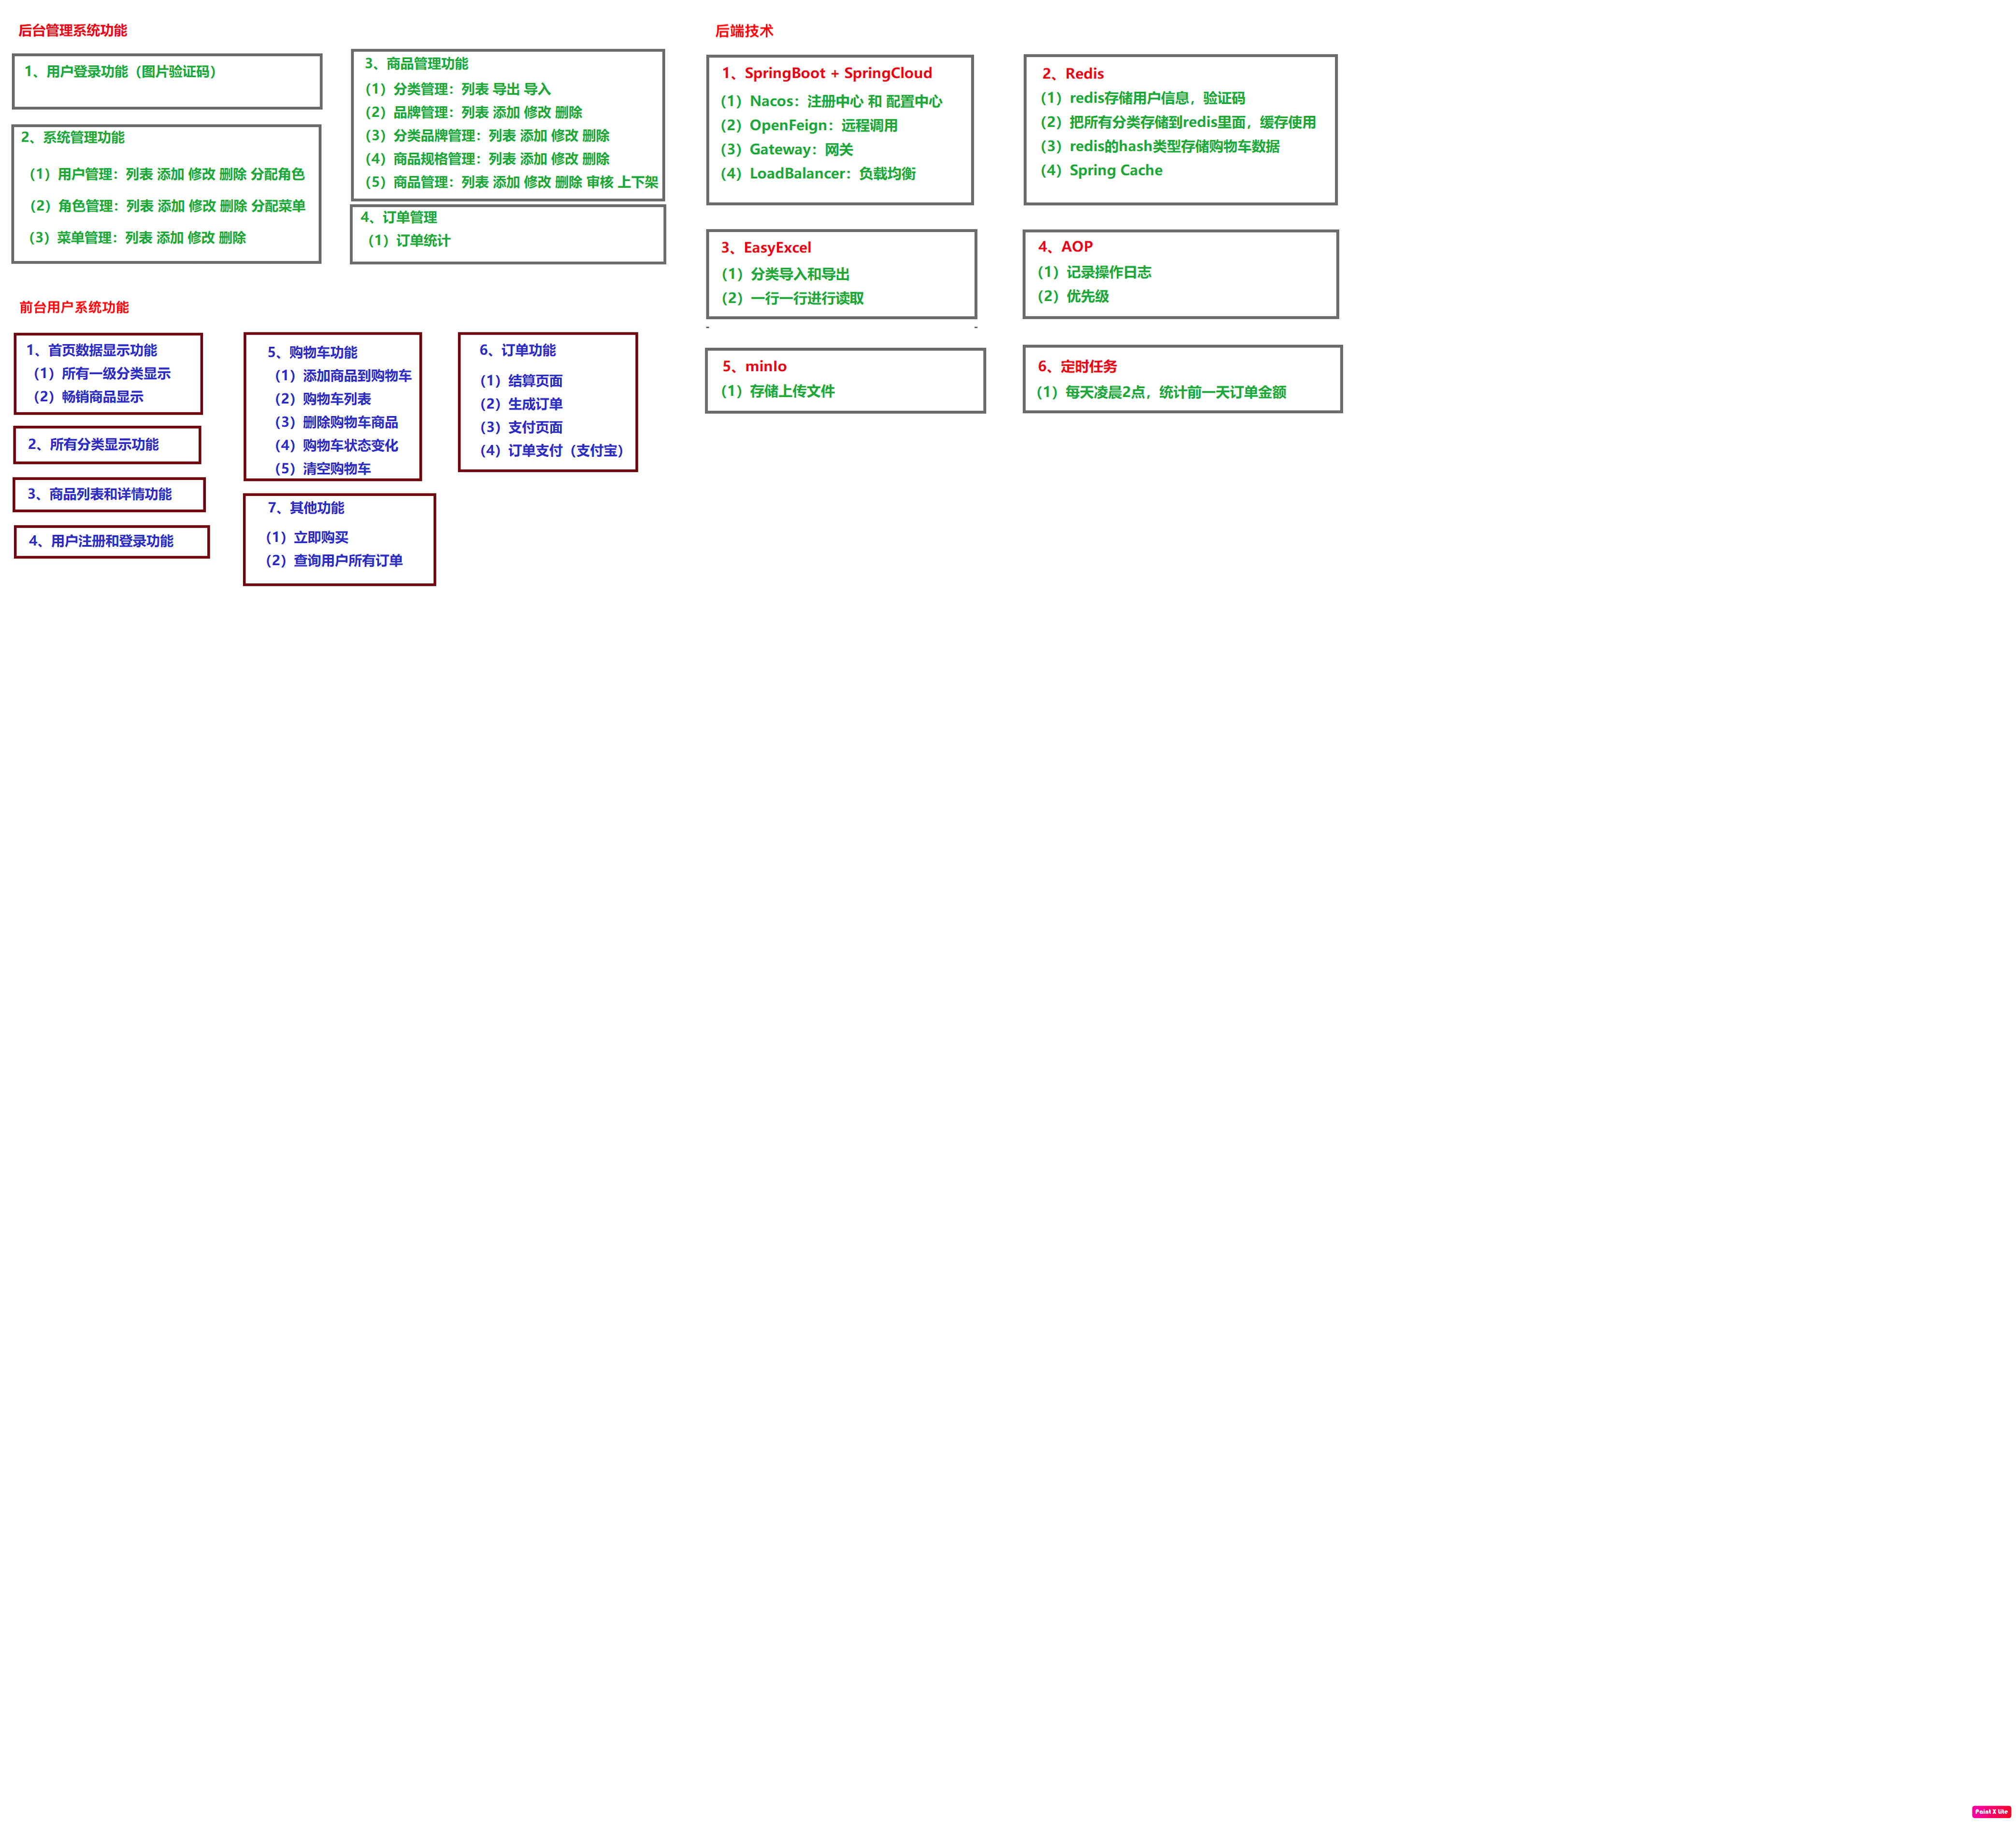 后台管理系统功能
1、用户登录功能（图片验证码）
2、系统管理功能
（1）用户管理：列表 添加 修改 删除 分配角色
（2）角色管理：列表 添加 修改 删除 分配菜单
（3）菜单管理：列表 添加 修改 删除
3、商品管理功能
（1）分类管理：列表 导出 导入
（2）品牌管理：列表 添加 修改 删除
（3）分类品牌管理：列表 添加 修改 删除
（4）商品规格管理：列表 添加 修改 删除
（5）商品管理：列表 添加 修改 删除 审核 上下架
4、订单管理
（1）订单统计
前台用户系统功能
1、首页数据显示功能
（1）所有一级分类显示
（2）畅销商品显示
2、所有分类显示功能
3、商品列表和详情功能
4、用户注册和登录功能
5、购物车功能
（1）添加商品到购物车
（2）购物车列表
（3）删除购物车商品
（4）购物车状态变化
（5）清空购物车
6、订单功能
（1）结算页面
（2）生成订单
（3）支付页面
（4）订单支付（支付宝）
7、其他功能
（1）立即购买
（2）查询用户所有订单
后端技术
1、SpringBoot + SpringCloud
（1）Nacos：注册中心 和 配置中心
（2）OpenFeign：远程调用
（3）Gateway：网关
（4）LoadBalancer：负载均衡
2、Redis
（1）redis存储用户信息，验证码
（2）把所有分类存储到redis里面，缓存使用
（3）redis的hash类型存储购物车数据
（4）Spring Cache
3、EasyExcel
（1）分类导入和导出
（2）一行一行进行读取
4、AOP
（1）记录操作日志
（2）优先级
5、minIo
（1）存储上传文件
6、定时任务
（1）每天凌晨2点，统计前一天订单金额
Paint X Lite